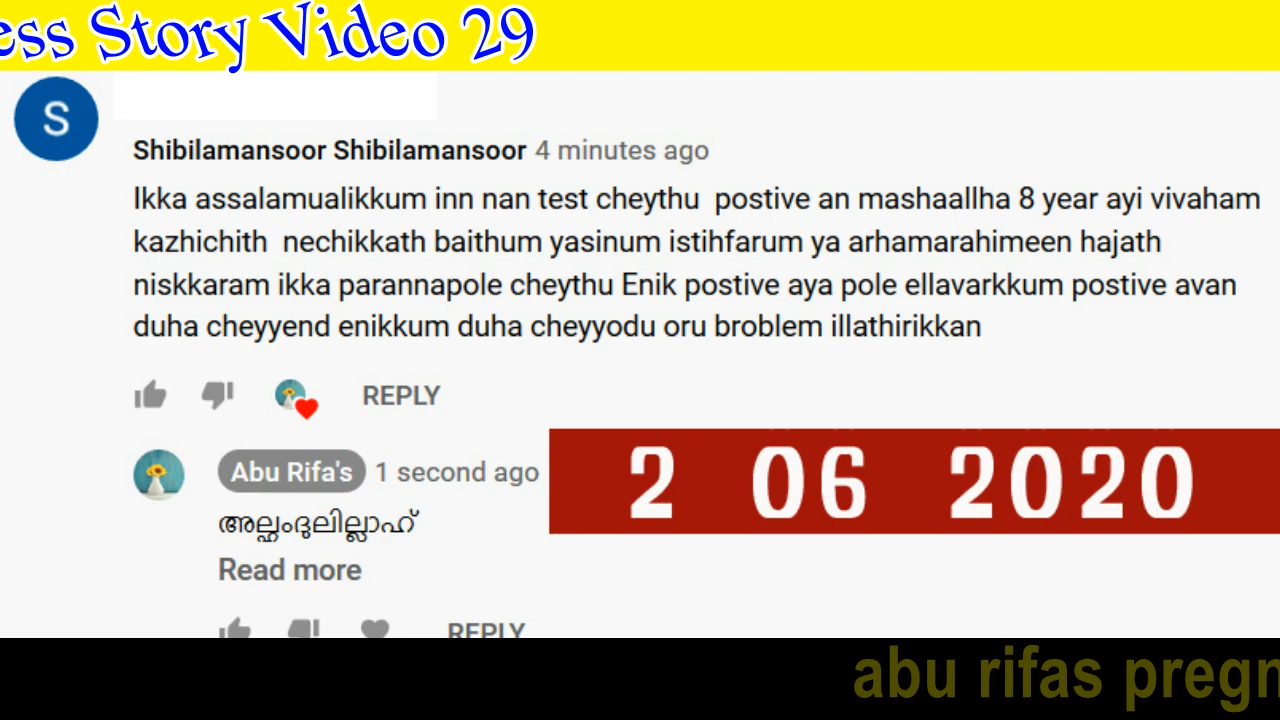 ess Story Video 29
S
Shibilamansoor Shibilamansoor 4 minutes ago
Ikka assalamualikkum inn nan test cheythu  postive an mashaallha 8 year ayi vivaham
kazhichith  nechikkath baithum yasinum istihfarum ya arhamarahimeen hajath
niskkaram ikka parannapole cheythu Enik postive aya pole ellavarkkum postive avan
duha cheyyend enikkum duha cheyyodu oru broblem illathirikkan
REPLY
Abu Rifa's 1 second ago
2 06 2020
അല്ഹംദുലില്ലാഹ്
Read more
REPLY
abu rifas pregn